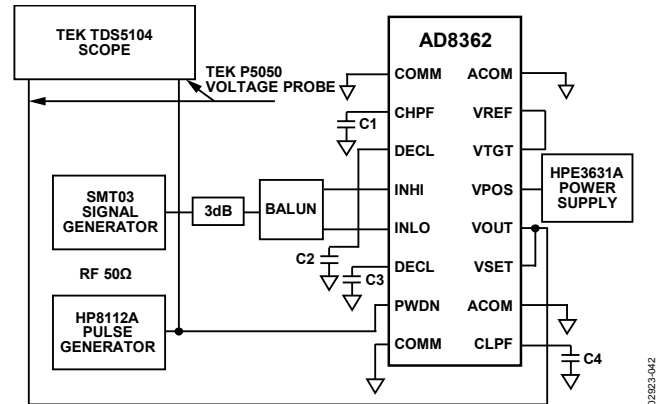 TEK TDS5104
SCOPE
TEK P5050
VOLTAGE PROBE
AD8362
COMM
ACOM
C1
CHPF
VREF
DECL
VTGT
SMT03
SIGNAL
GENERATOR
3dB
BALUN
INHI
VPOS
HPE3631A
POWER
SUPPLY
INLO
VOUT
C2
C3
DECL
VSET
RF 50Ω
HP8112A
PULSE
GENERATOR
PWDN
ACOM
COMM
CLPF
C4
02923-042